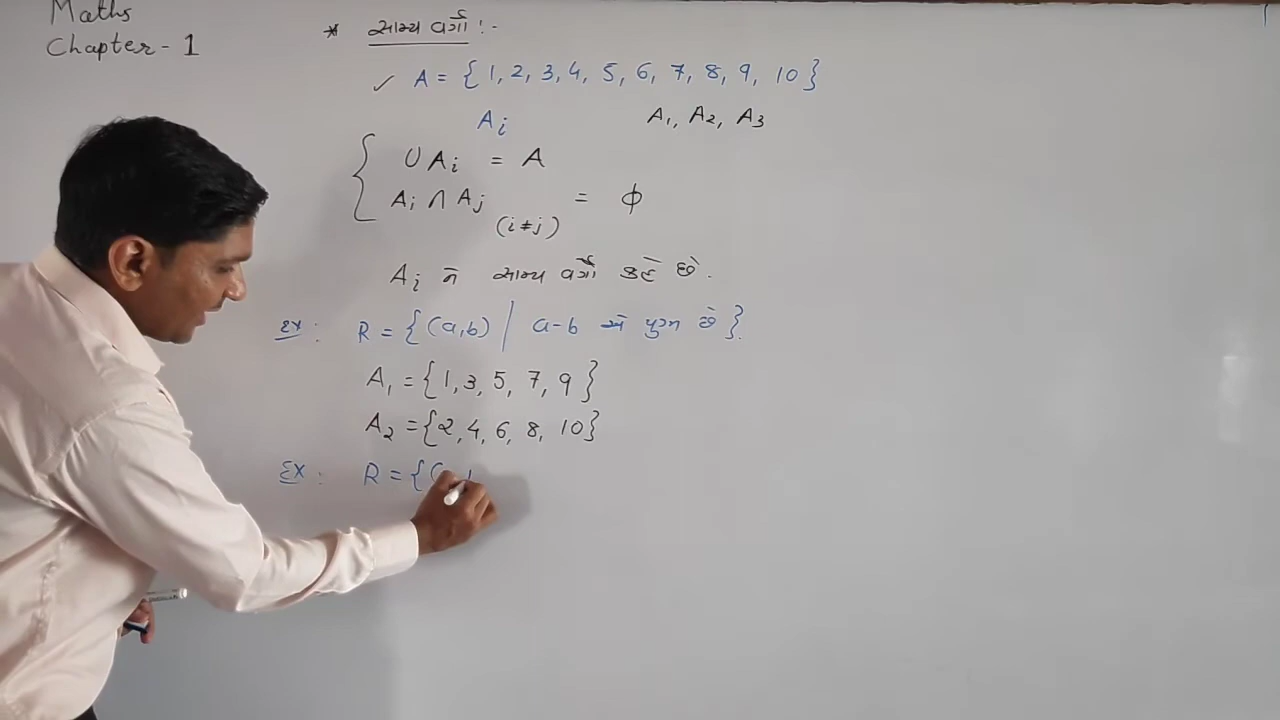 Maths
Chapter - 1
* સામ્ય વર્ગો :-
✓ A = { 1, 2, 3, 4, 5, 6, 7, 8, 9, 10 }
Ai A1, A2, A3
∪Ai = A
Ai ∩ Aj = ϕ
(i ≠ j)
Ai ને સામ્ય વર્ગો કહે છે.
Ex : R = {(a,b) | a-b એ યુગ્મ છે }.
A1 = {1, 3, 5, 7, 9 }
A2 = {2, 4, 6, 8, 10}
Ex : R = {(